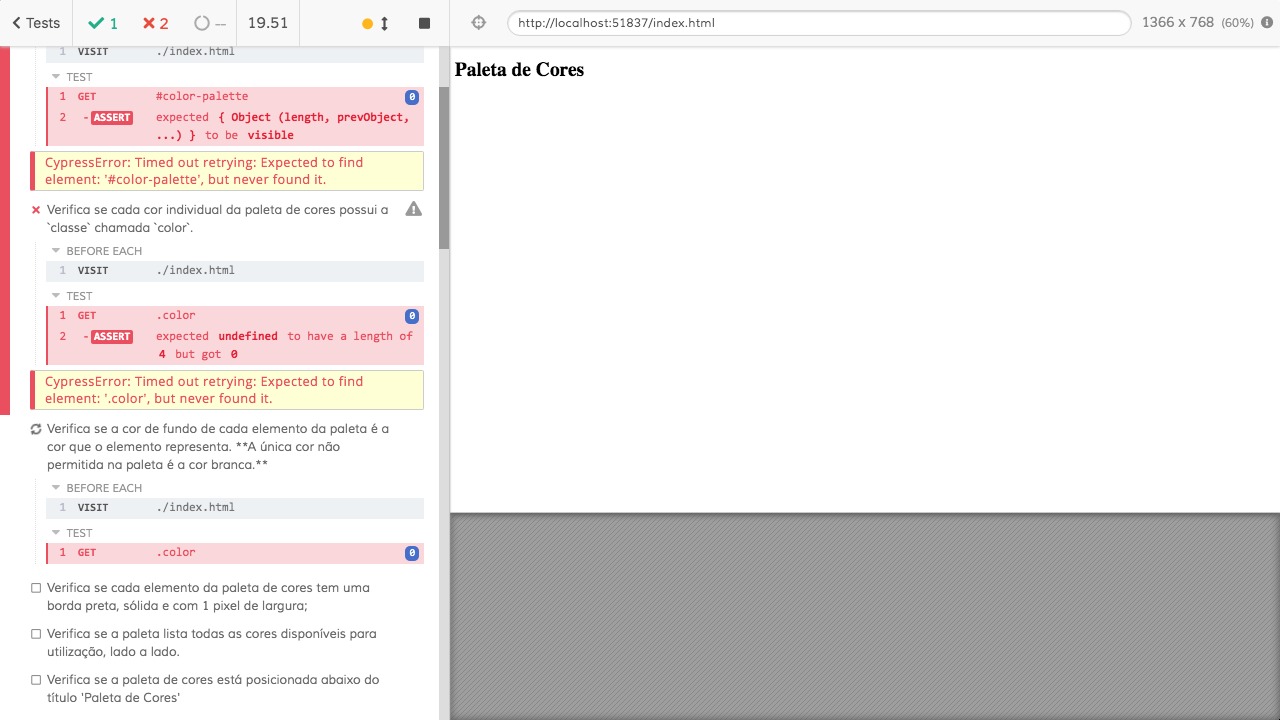 Tests 1 2 -- 19.51
http://localhost:51837/index.html 1366 x 768 (60%)
1 VISIT ./index.html
TEST
1 GET #color-palette 0
2 - ASSERT expected { Object (length, prevObject,
...) } to be visible
CypressError: Timed out retrying: Expected to find
element: '#color-palette', but never found it.
Verifica se cada cor individual da paleta de cores possui a
`classe` chamada `color`.
BEFORE EACH
1 VISIT ./index.html
TEST
1 GET .color 0
2 - ASSERT expected undefined to have a length of
4 but got 0
CypressError: Timed out retrying: Expected to find
element: '.color', but never found it.
Verifica se a cor de fundo de cada elemento da paleta é a
cor que o elemento representa. **A única cor não
permitida na paleta é a cor branca.**
BEFORE EACH
1 VISIT ./index.html
TEST
1 GET .color 0
Verifica se cada elemento da paleta de cores tem uma
borda preta, sólida e com 1 pixel de largura;
Verifica se a paleta lista todas as cores disponíveis para
utilização, lado a lado.
Verifica se a paleta de cores está posicionada abaixo do
título 'Paleta de Cores'
Paleta de Cores